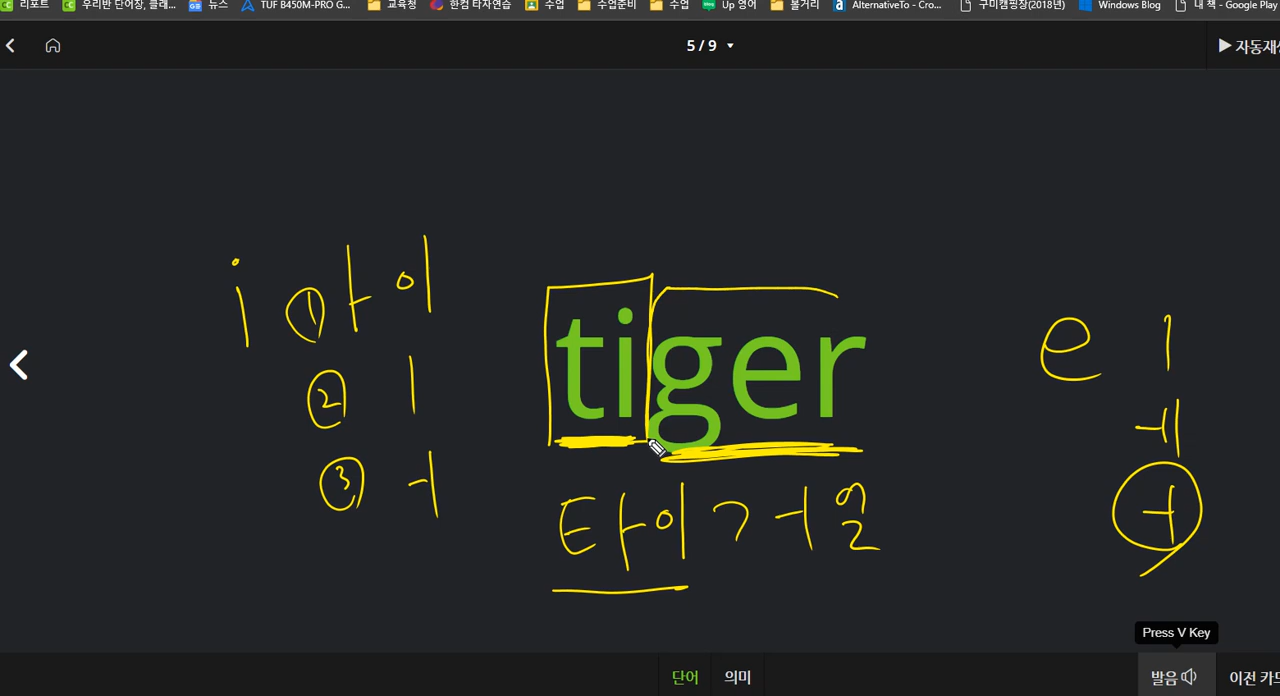 리포트 우리반 단어장, 클래... 뉴스 TUF B450M-PRO G... 교육청 한컴 타자연습 수업 수업준비 수업 Up 영어 볼거리 AlternativeTo - Cro... 구미캠핑장(2018년) Windows Blog 내 책 - Google Play
5 / 9 자동재생
i ① ㅏ이
② ㅣ
③ ㅓ
tiger
타이거
e ㅣ
ㅔ
ㅓ
Press V Key
단어 의미 발음 이전 카드